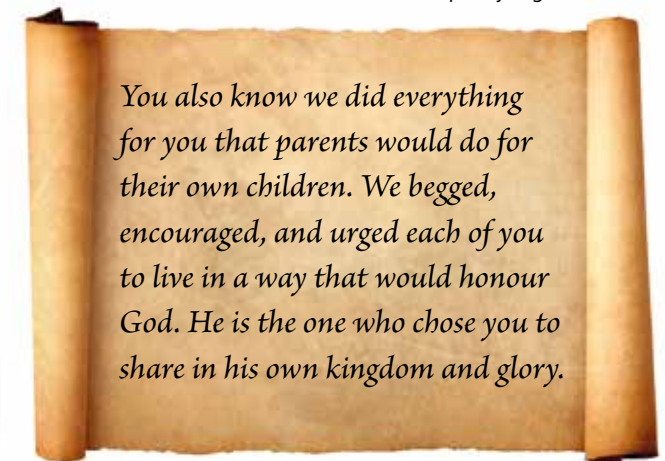 You also know we did everything
for you that parents would do for
their own children. We begged,
encouraged, and urged each of you
to live in a way that would honour
God. He is the one who chose you to
share in his own kingdom and glory.